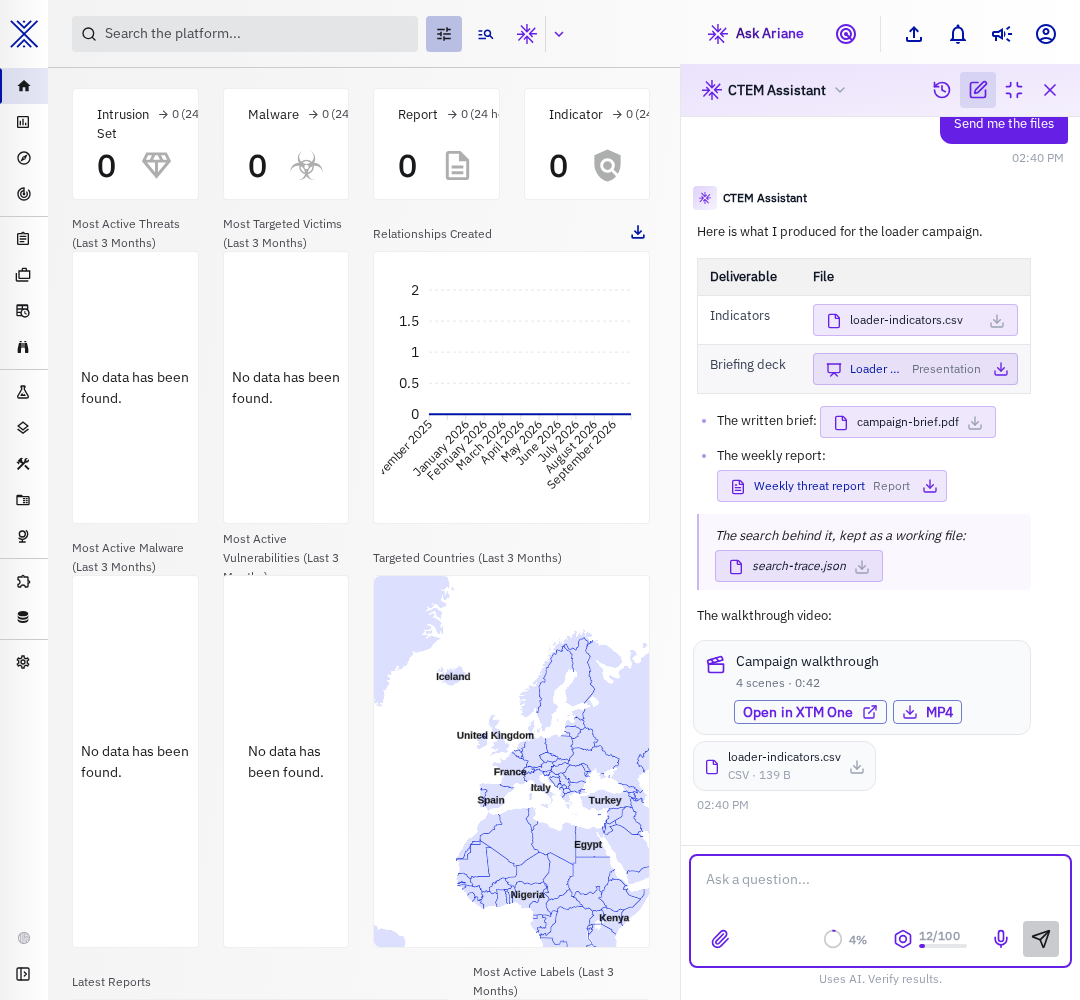 Search the platform...
Ask Ariane
Intrusion Set
→ 0 (24
0
Malware
→ 0 (24
0
Report
→ 0 (24 h
0
Indicator
→ 0 (24
0
Most Active Threats
(Last 3 Months)
No data has been
found.
Most Targeted Victims
(Last 3 Months)
No data has been
found.
Relationships Created
2
1.5
1
0.5
0
January 2026
February 2026
March 2026
April 2026
May 2026
June 2026
July 2026
August 2026
September 2026
Most Active Malware
(Last 3 Months)
No data has been
found.
Most Active
Vulnerabilities (Last 3
No data has
been found.
Targeted Countries (Last 3 Months)
Iceland
United Kingdom
France
Italy
Spain
Turkey
Egypt
Nigeria
Kenya
Latest Reports
Most Active Labels (Last 3
Months)
CTEM Assistant
Send me the files
02:40 PM
CTEM Assistant
Here is what I produced for the loader campaign.
Deliverable File
Indicators loader-indicators.csv
Briefing deck Loader ... Presentation
The written brief: campaign-brief.pdf
The weekly report:
Weekly threat report Report
The search behind it, kept as a working file:
search-trace.json
The walkthrough video:
Campaign walkthrough
4 scenes · 0:42
Open in XTM One MP4
loader-indicators.csv
CSV · 139 B
02:40 PM
Ask a question...
4% 12/100
Uses AI. Verify results.